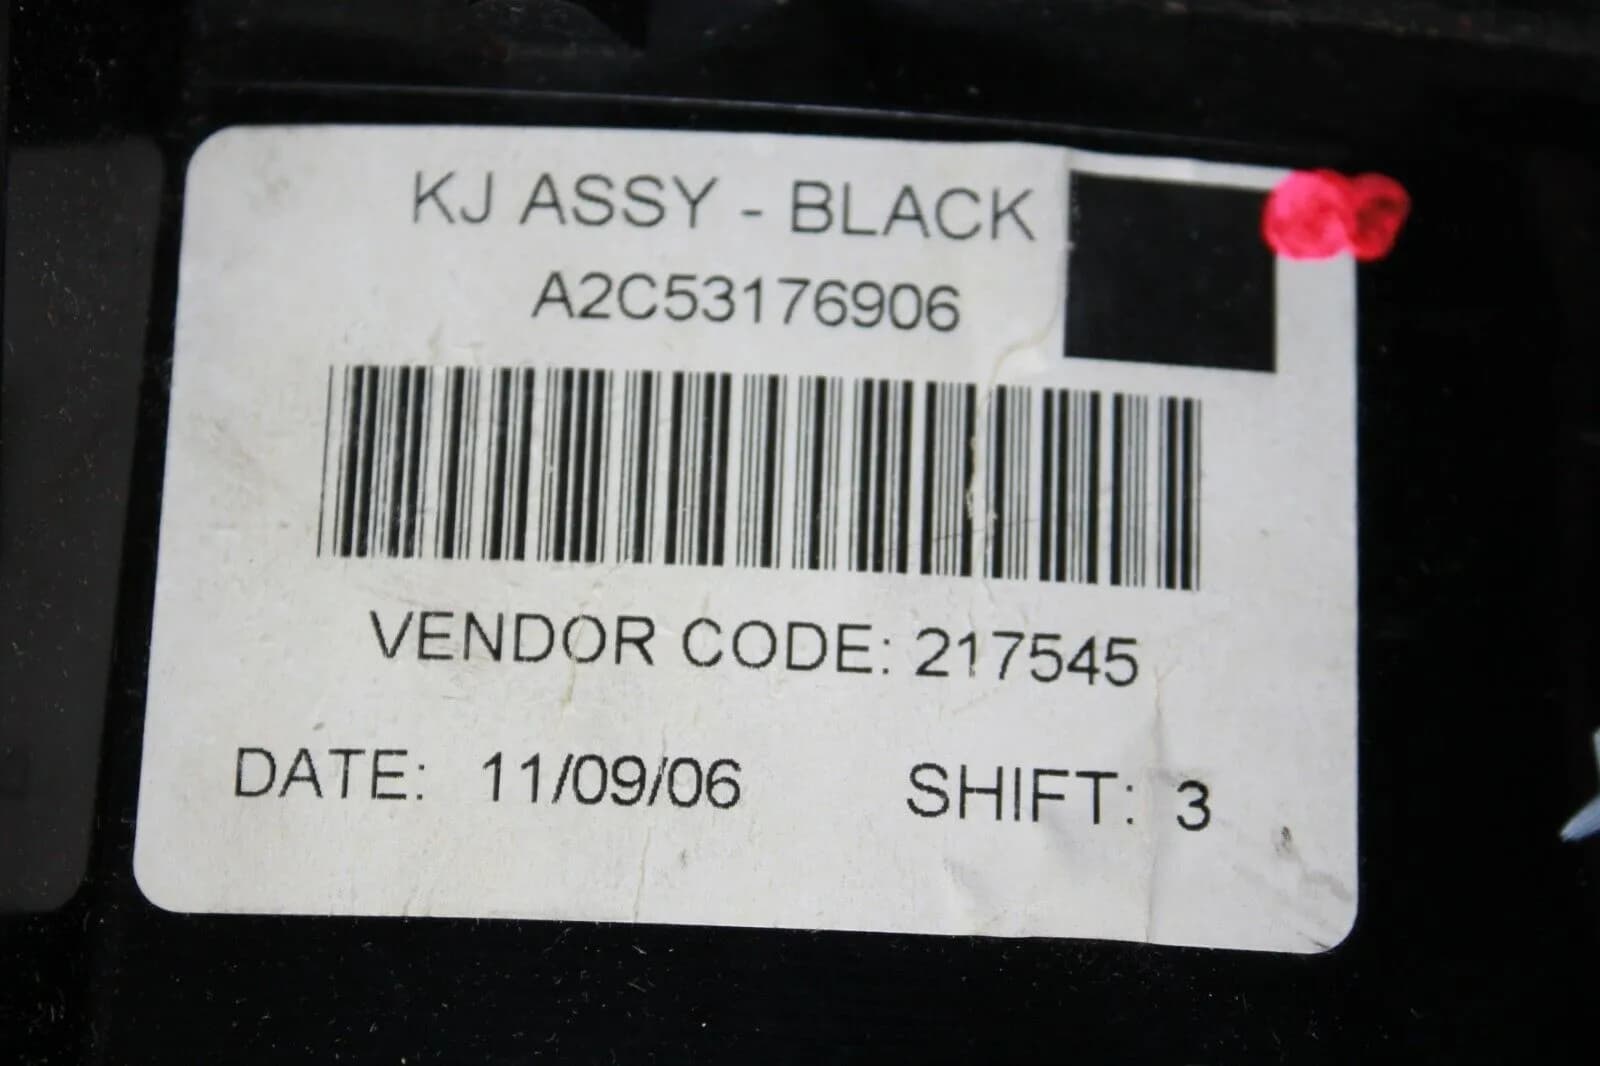 KJ ASSY - BLACK
A2C53176906
VENDOR CODE: 217545
DATE: 11/09/06 SHIFT: 3